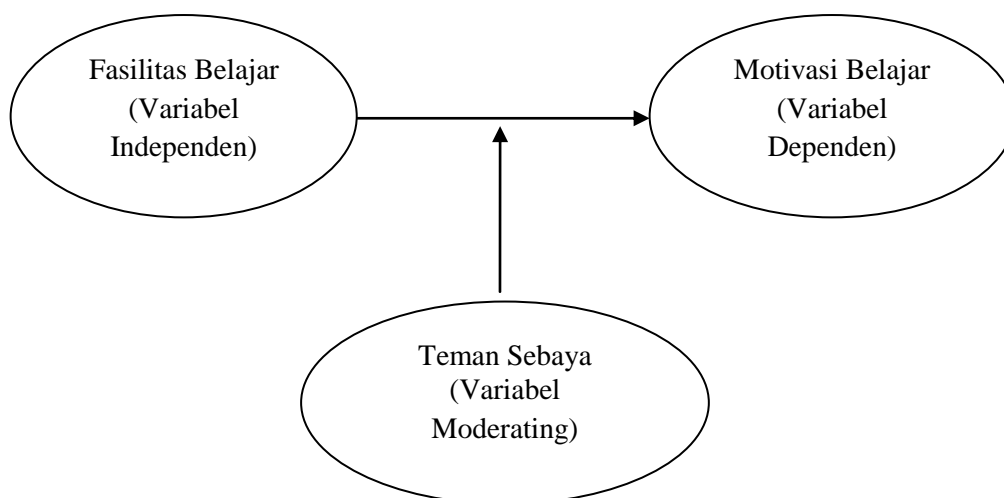 Fasilitas Belajar
(Variabel
Independen)
Motivasi Belajar
(Variabel
Dependen)
Teman Sebaya
(Variabel
Moderating)